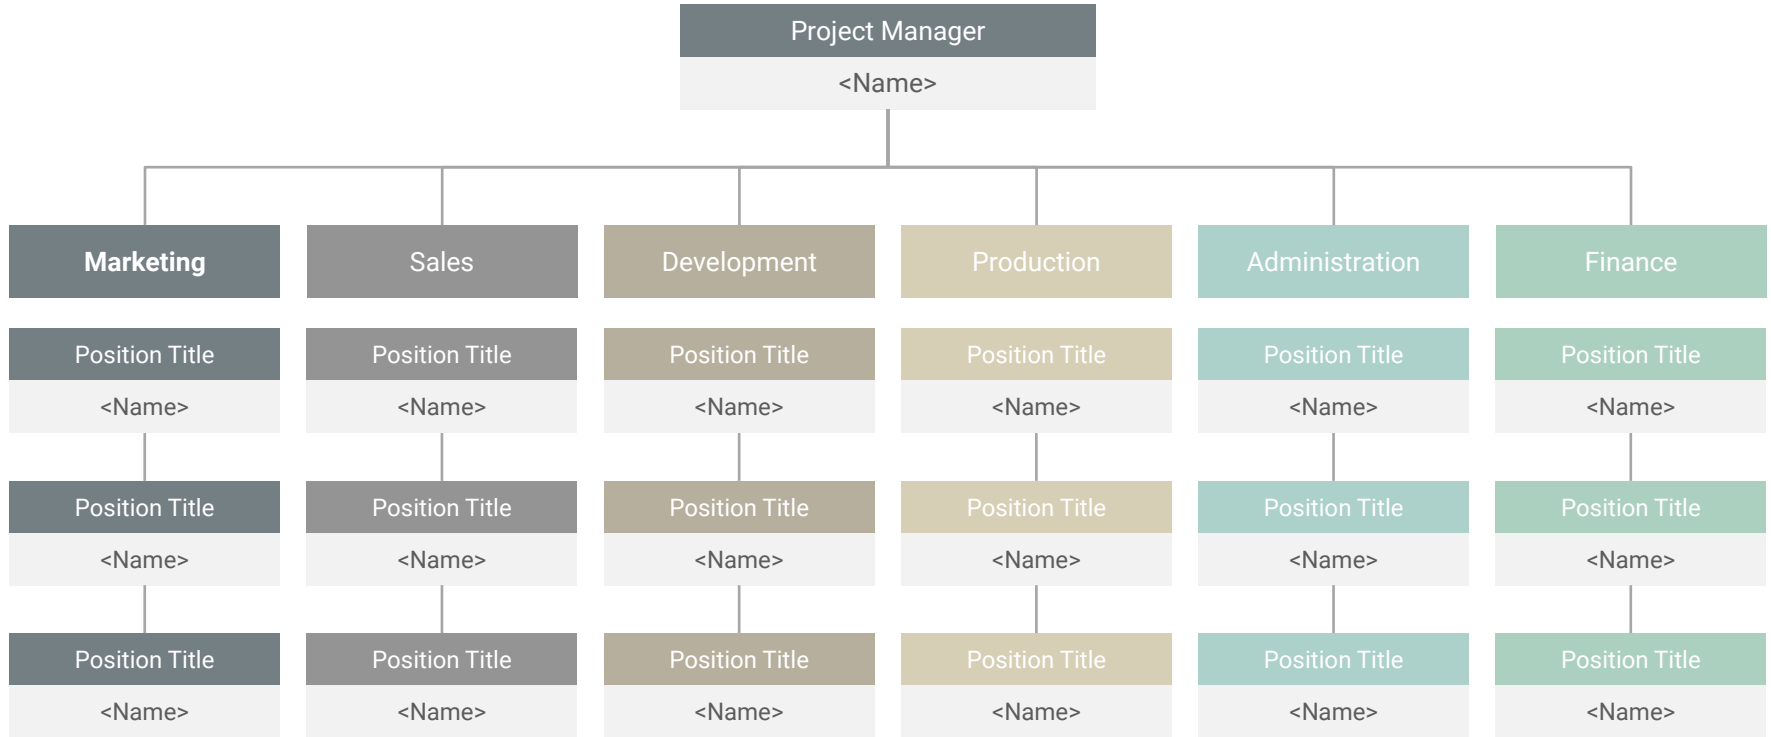 Project Manager
<Name>
Marketing
Sales
Development
Production
Administration
Finance
Position Title
Position Title
Position Title
Position Title
Position Title
Position Title
<Name>
<Name>
<Name>
<Name>
<Name>
<Name>
Position Title
Position Title
Position Title
Position Title
Position Title
Position Title
<Name>
<Name>
<Name>
<Name>
<Name>
<Name>
Position Title
Position Title
Position Title
Position Title
Position Title
Position Title
<Name>
<Name>
<Name>
<Name>
<Name>
<Name>